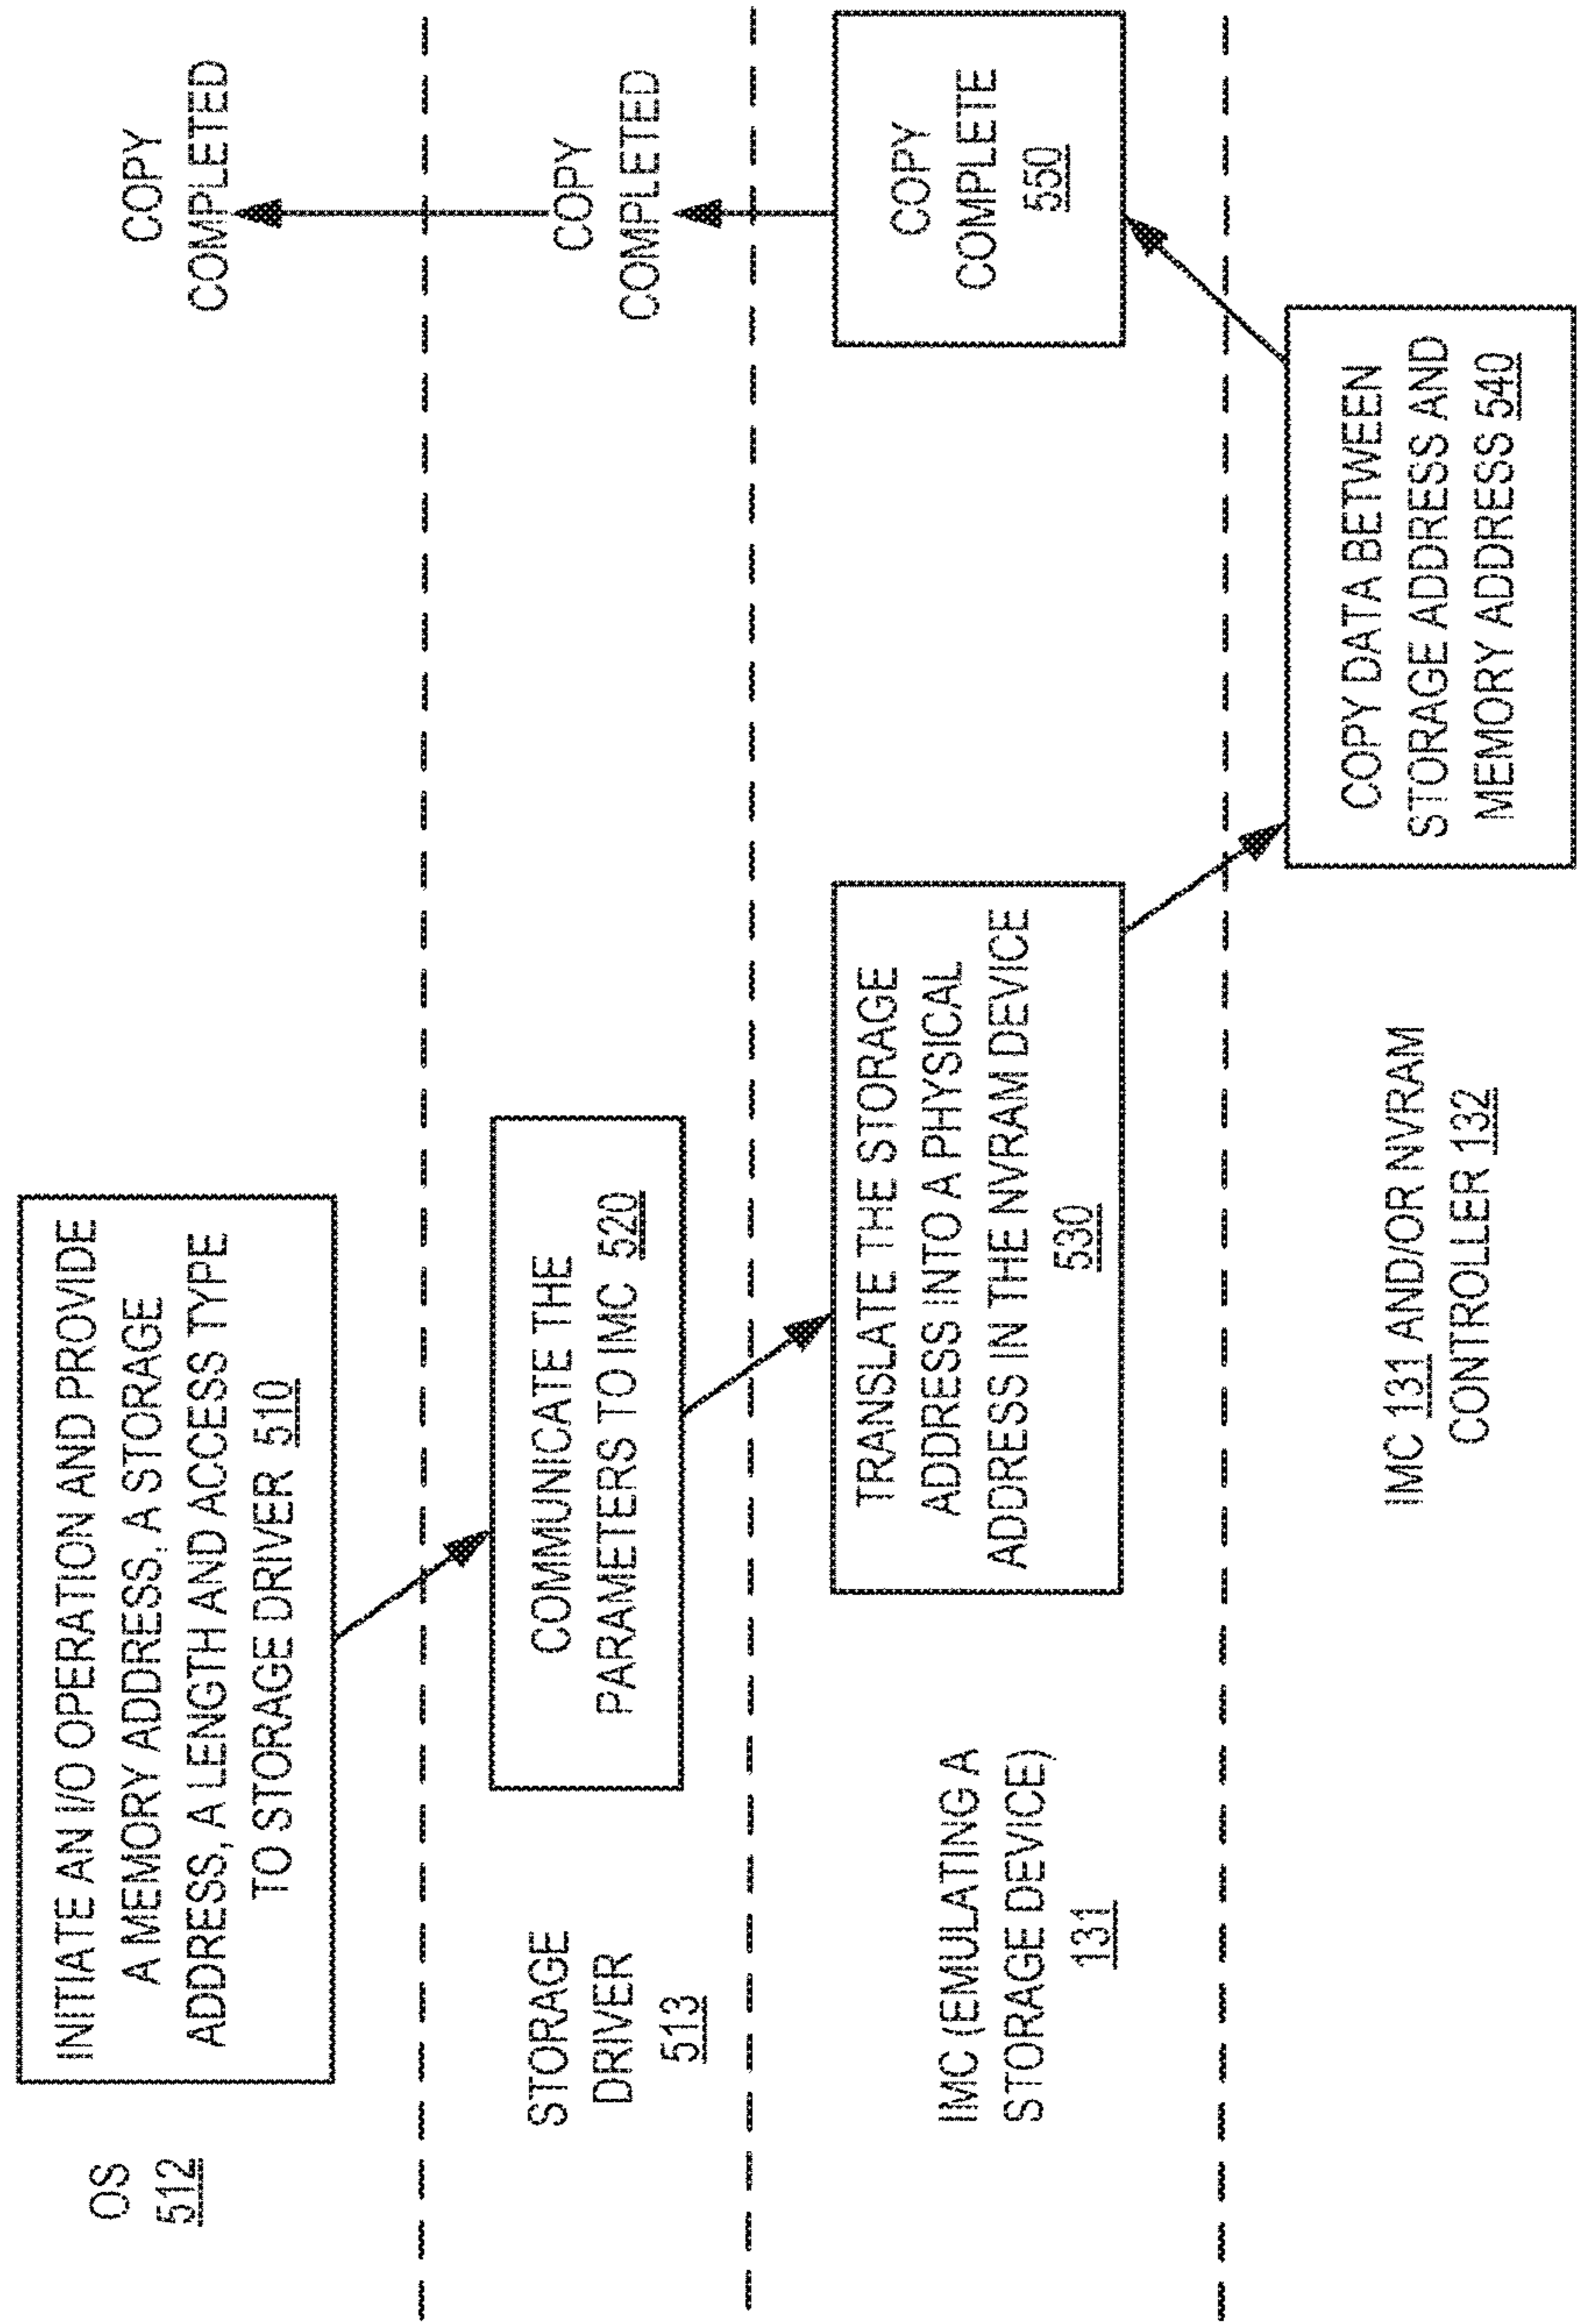 OS
512
INITIATE AN I/O OPERATION AND PROVIDE
A MEMORY ADDRESS, A STORAGE
ADDRESS, A LENGTH AND ACCESS TYPE
TO STORAGE DRIVER 510
COPY
COMPLETED
STORAGE
DRIVER
513
COMMUNICATE THE
PARAMETERS TO IMC 520
COPY
COMPLETED
IMC (EMULATING A
STORAGE DEVICE)
131
TRANSLATE THE STORAGE
ADDRESS INTO A PHYSICAL
ADDRESS IN THE NVRAM DEVICE
530
COPY
COMPLETE
550
IMC 131 AND/OR NVRAM
CONTROLLER 132
COPY DATA BETWEEN
STORAGE ADDRESS AND
MEMORY ADDRESS 540